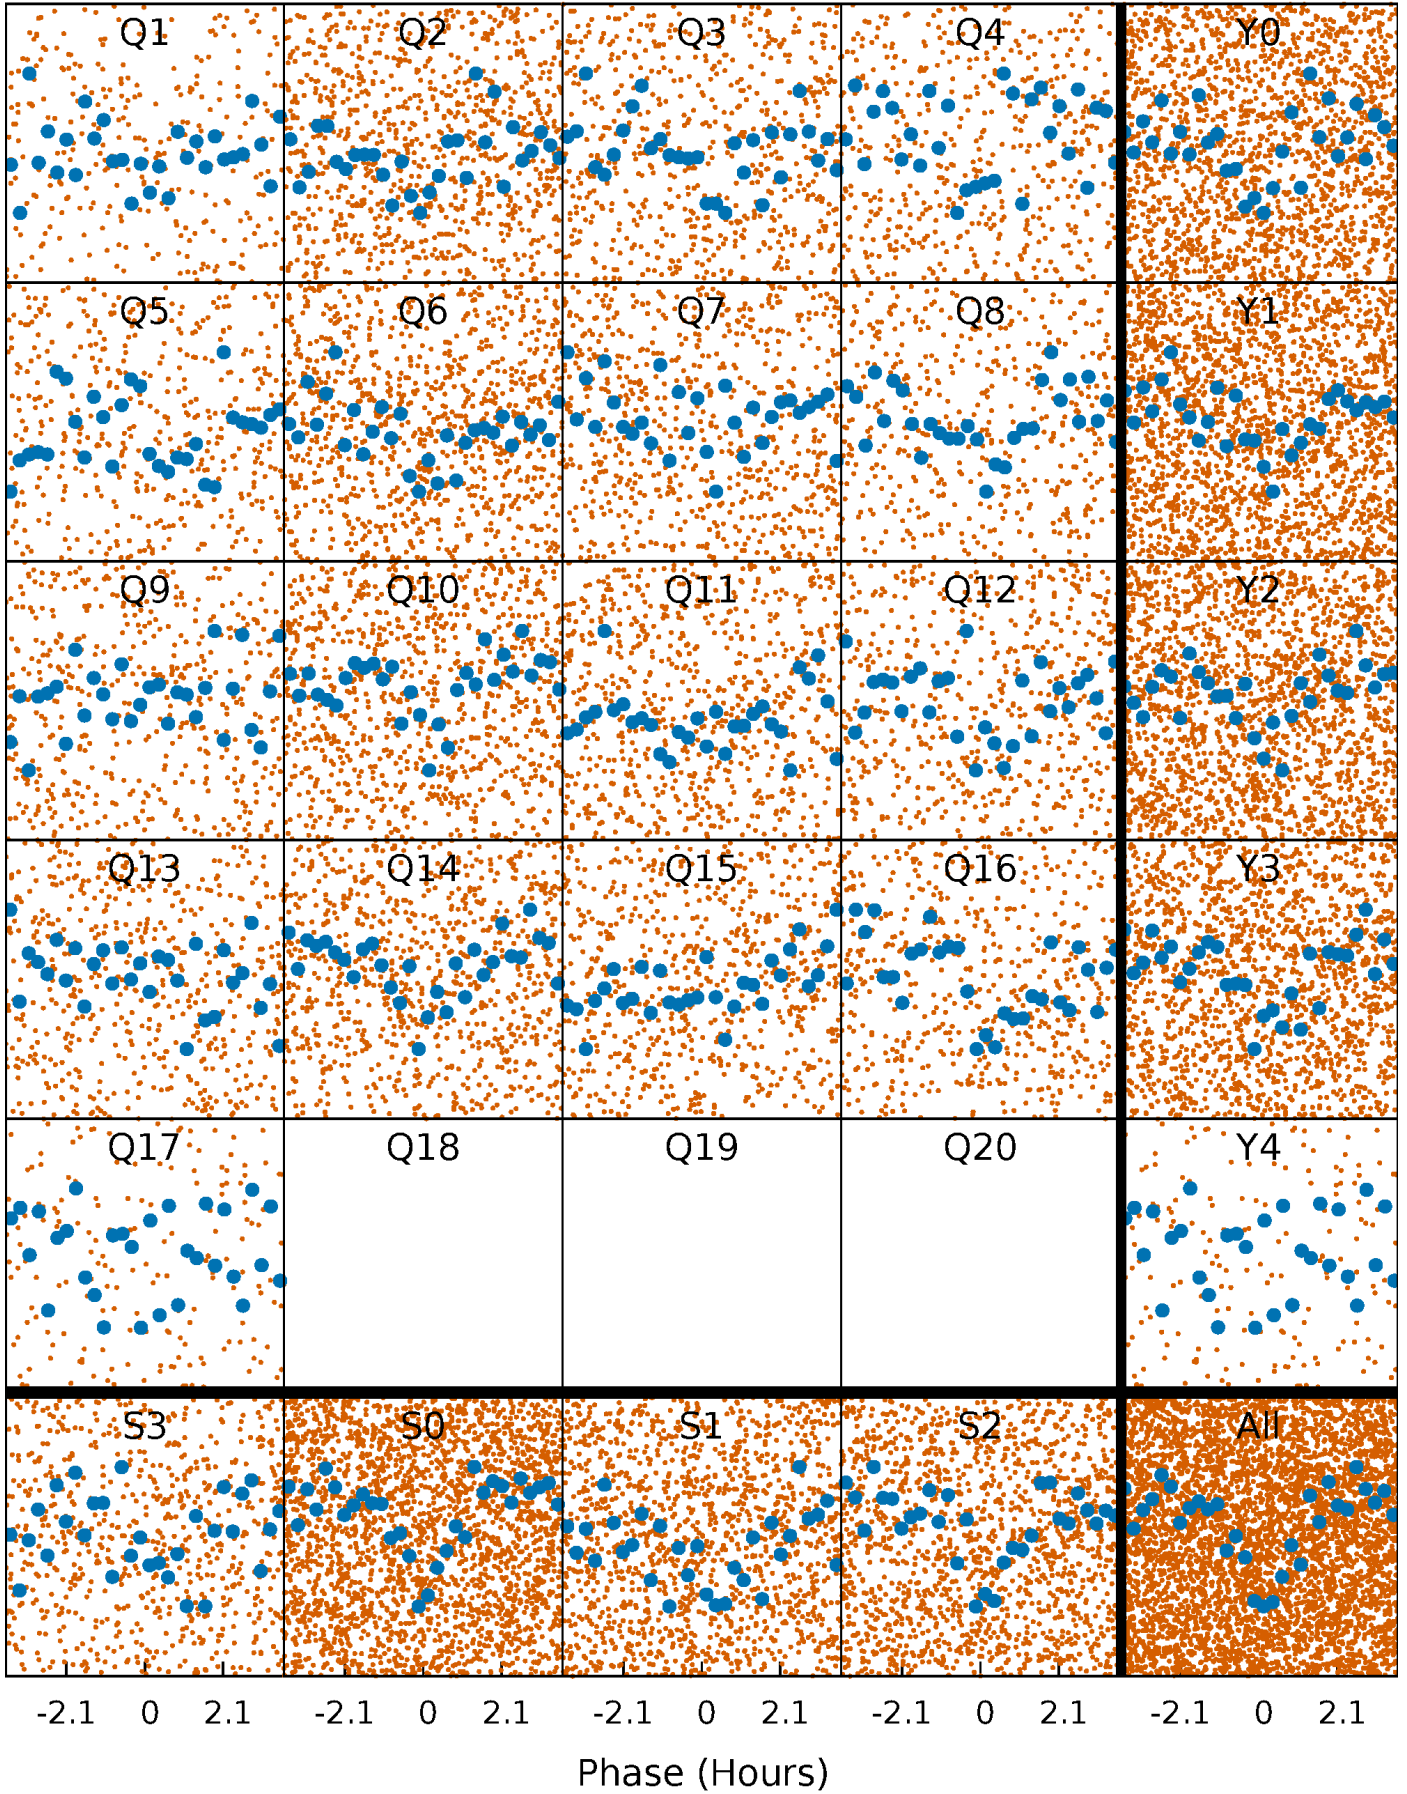 Q1 Q2 Q3 Q4 Y0
Q5 Q6 Q7 Q8 Y1
Q9 Q10 Q11 Q12 Y2
Q13 Q14 Q15 Q16 Y3
Q17 Q18 Q19 Q20 Y4
S3 S0 S1 S2 All
-2.1 0 2.1 -2.1 0 2.1 -2.1 0 2.1 -2.1 0 2.1 -2.1 0 2.1
Phase (Hours)